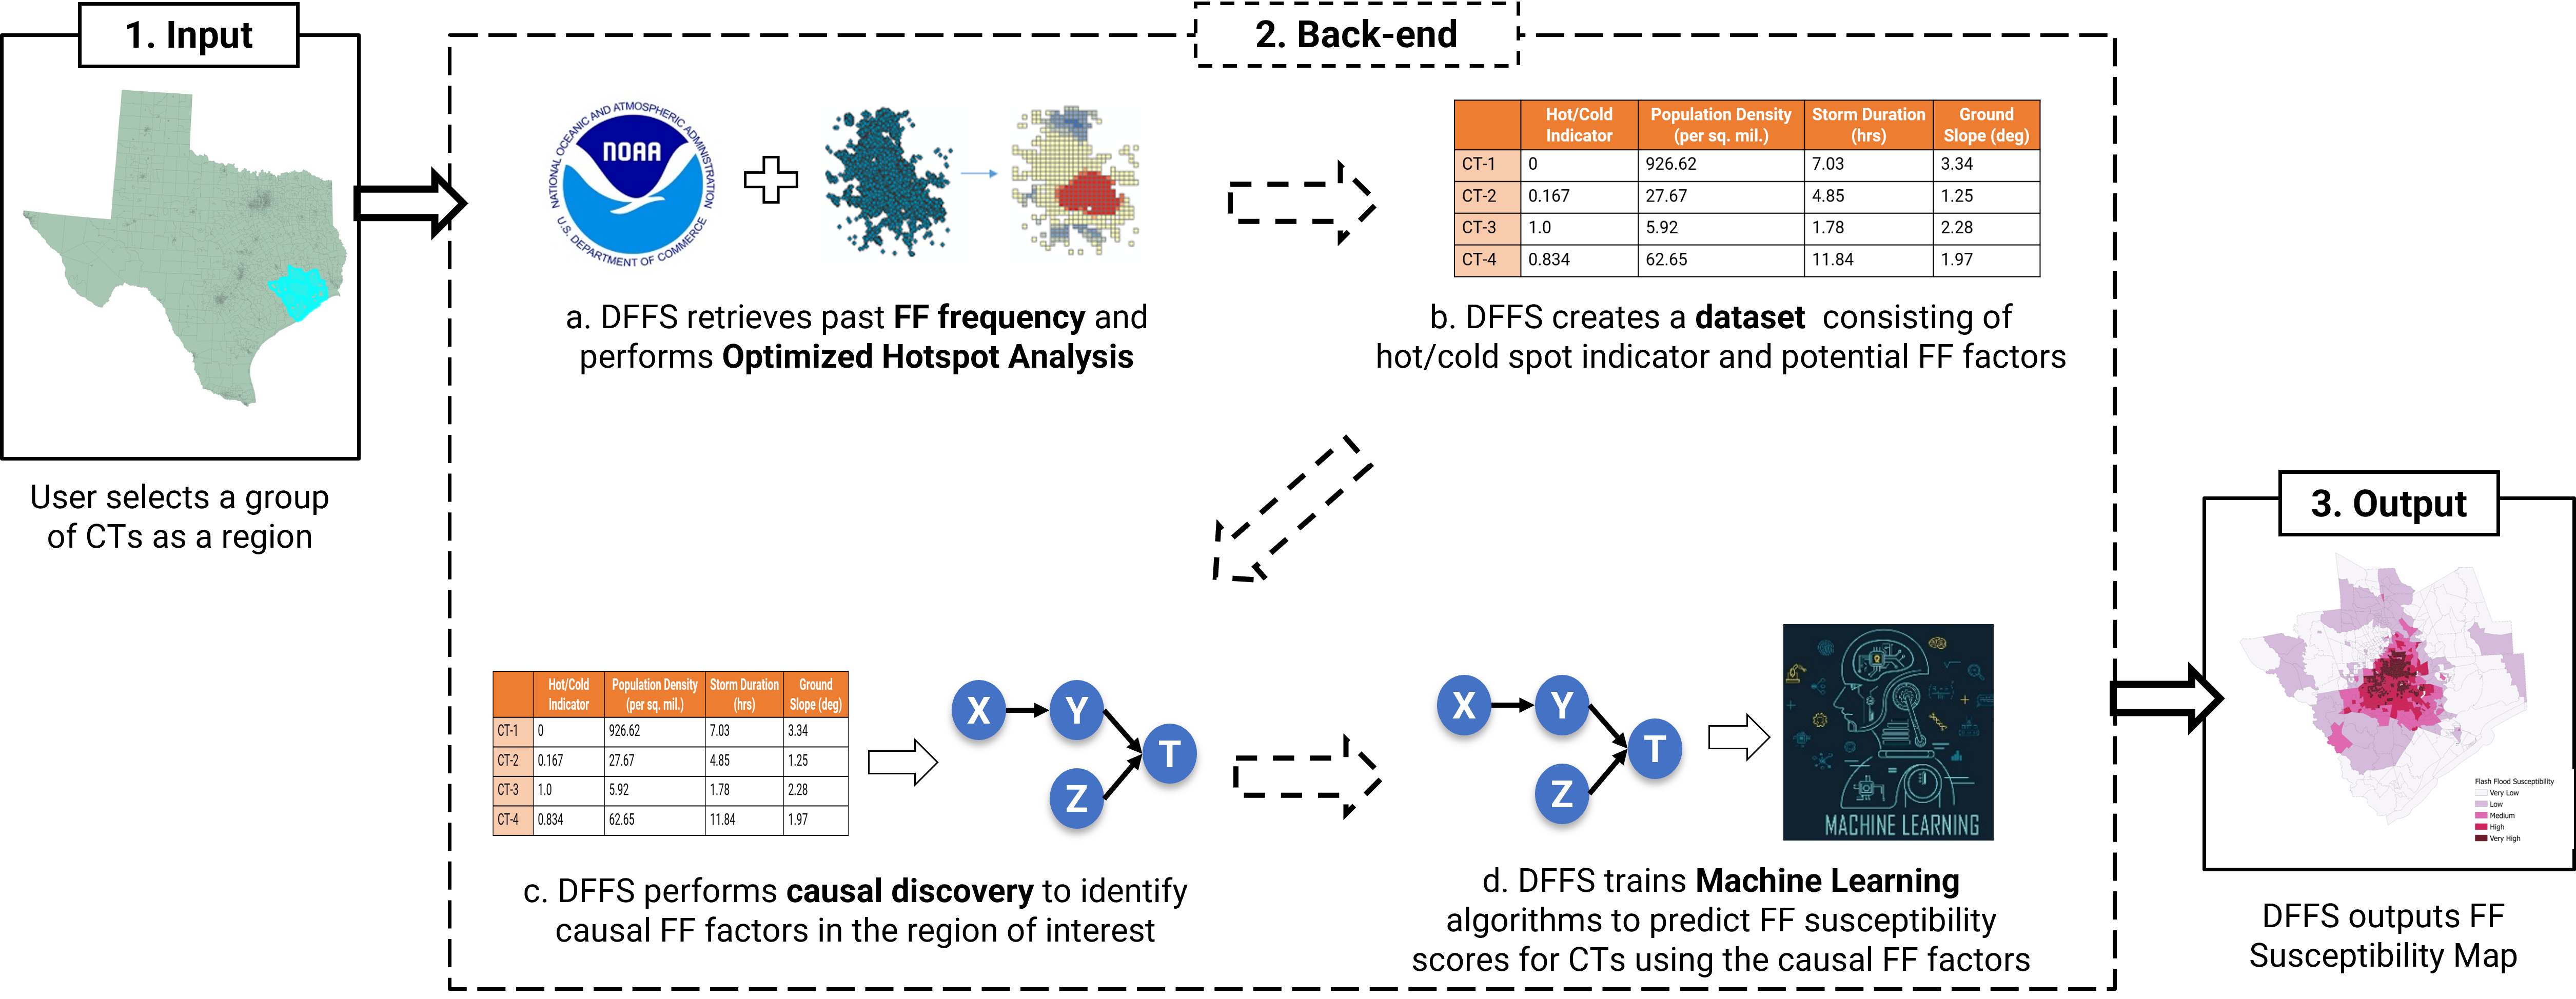 1. Input
User selects a group
of CTs as a region
2. Back-end
NATIONAL OCEANIC AND ATMOSPHERIC ADMINISTRATION
NOAA
U.S. DEPARTMENT OF COMMERCE
a. DFFS retrieves past FF frequency and
performs Optimized Hotspot Analysis
Hot/Cold Indicator Population Density (per sq. mil.) Storm Duration (hrs) Ground Slope (deg)
CT-1 0 926.62 7.03 3.34
CT-2 0.167 27.67 4.85 1.25
CT-3 1.0 5.92 1.78 2.28
CT-4 0.834 62.65 11.84 1.97
b. DFFS creates a dataset consisting of
hot/cold spot indicator and potential FF factors
Hot/Cold Indicator Population Density (per sq. mil.) Storm Duration (hrs) Ground Slope (deg)
CT-1 0 926.62 7.03 3.34
CT-2 0.167 27.67 4.85 1.25
CT-3 1.0 5.92 1.78 2.28
CT-4 0.834 62.65 11.84 1.97
X Y
T
Z
c. DFFS performs causal discovery to identify
causal FF factors in the region of interest
X Y
T
Z
MACHINE LEARNING
d. DFFS trains Machine Learning
algorithms to predict FF susceptibility
scores for CTs using the causal FF factors
3. Output
Flash Flood Susceptibility
Very Low
Low
Medium
High
Very High
DFFS outputs FF
Susceptibility Map